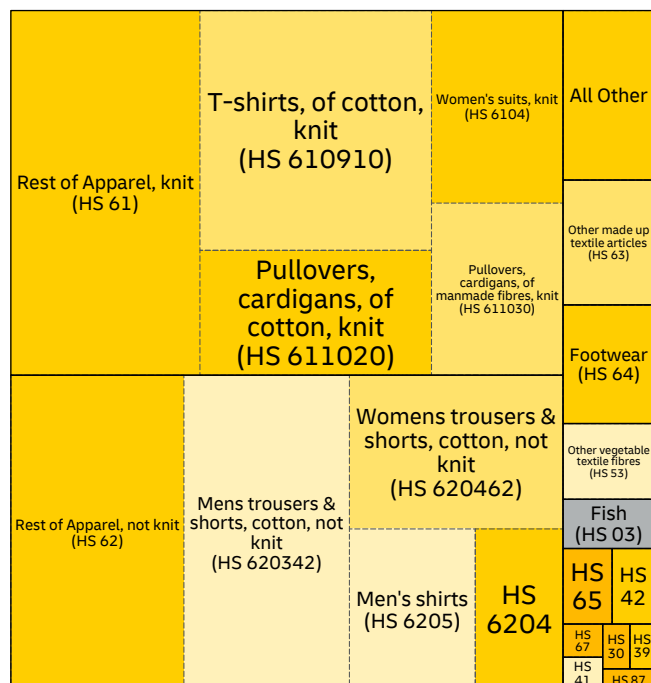 Rest of Apparel, knit
(HS 61)
T-shirts, of cotton,
knit
(HS 610910)
Women's suits, knit
(HS 6104)
All Other
Pullovers,
cardigans, of
cotton, knit
(HS 611020)
Pullovers,
cardigans, of
manmade fibres, knit
(HS 611030)
Other made up
textile articles
(HS 63)
Footwear
(HS 64)
Rest of Apparel, not knit
(HS 62)
Mens trousers &
shorts, cotton, not
knit
(HS 620342)
Womens trousers &
shorts, cotton, not
knit
(HS 620462)
Men's shirts
(HS 6205)
HS
6204
Other vegetable
textile fibres
(HS 53)
Fish
(HS 03)
HS
65
HS
42
HS
67
HS
30
HS
39
HS
41
HS 87